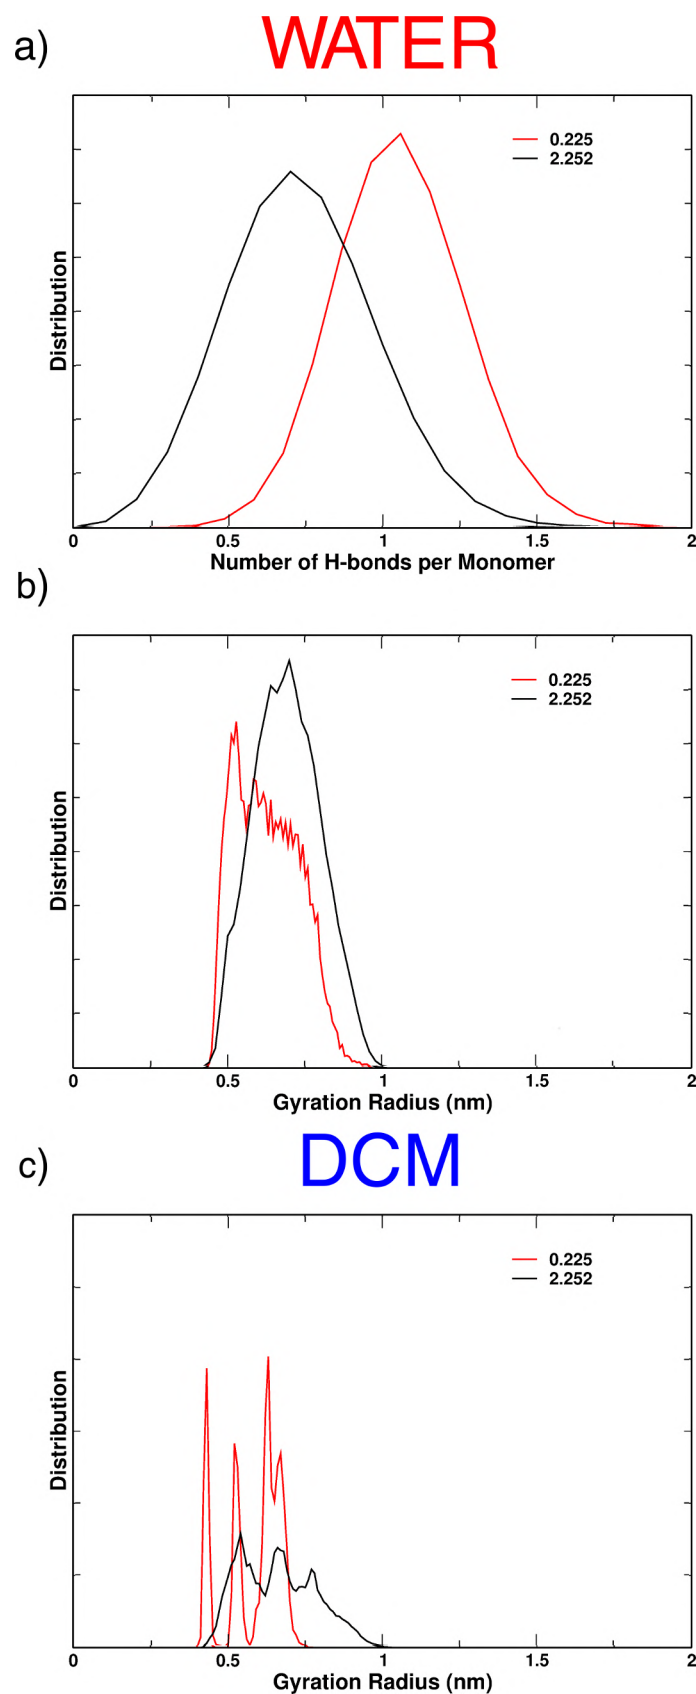 a)
WATER
0.225
2.252
Distribution
0 0.5 1 1.5 2
Number of H-bonds per Monomer
b)
0.225
2.252
Distribution
0 0.5 1 1.5 2
Gyration Radius (nm)
c)
DCM
0.225
2.252
Distribution
0 0.5 1 1.5 2
Gyration Radius (nm)